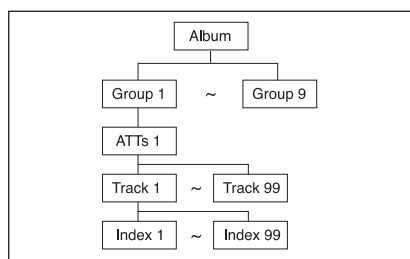 Album
Group 1 ~ Group 9
ATTs 1
Track 1 ~ Track 99
Index 1 ~ Index 99